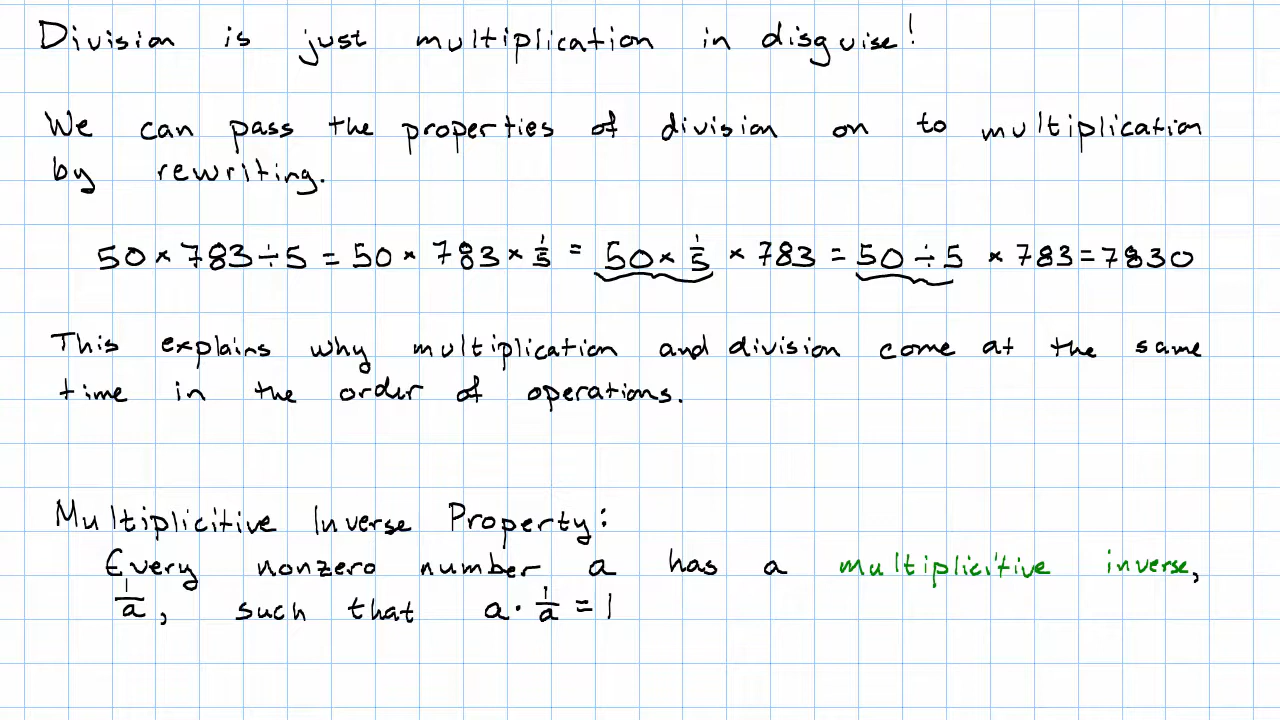 Division is just multiplication in disguise!
We can pass the properties of division on to multiplication
by rewriting.
50 × 783 ÷ 5 = 50 × 783 × 1/5 = 50 × 1/5 × 783 = 50 ÷ 5 × 783 = 7830
This explains why multiplication and division come at the same
time in the order of operations.
Multiplicitive Inverse Property:
Every nonzero number a has a multiplicitive inverse,
1/a, such that a · 1/a = 1